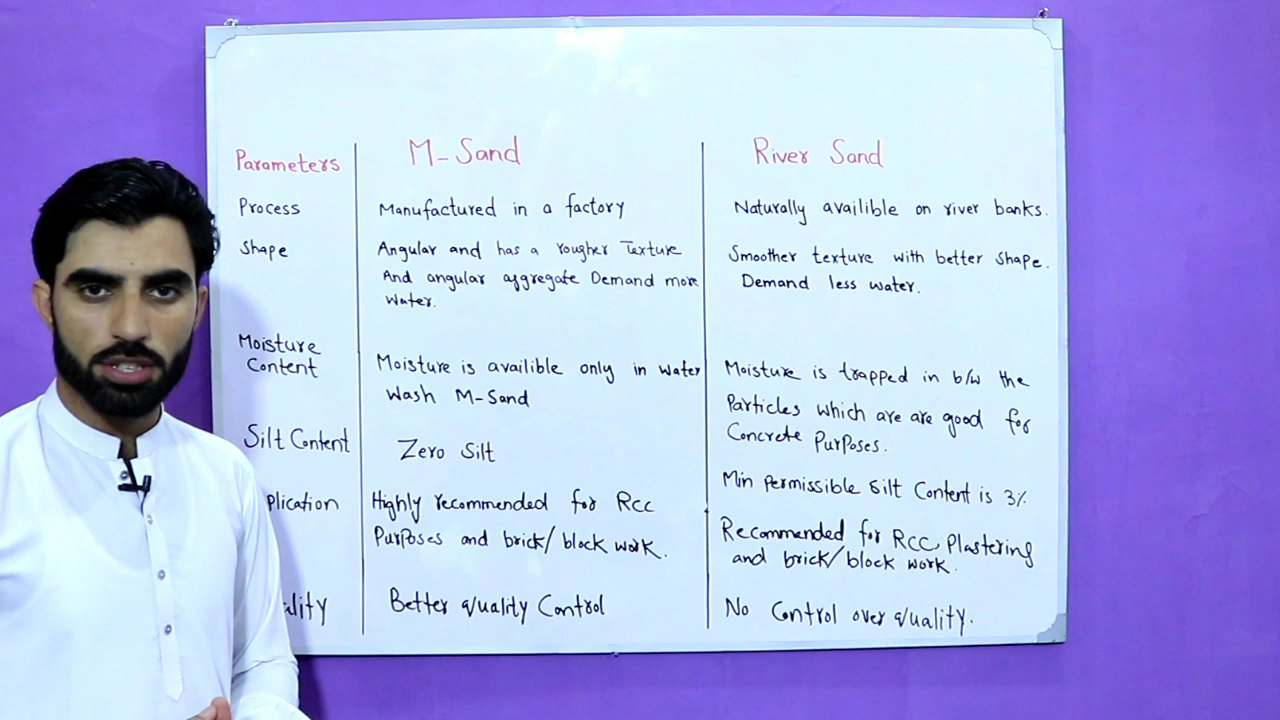 Parameters M-Sand River Sand
Process Manufactured in a factory Naturally availible on river banks.
Shape Angular and has a rougher Texture Smoother texture with better shape.
And angular aggregate Demand more Demand less water.
Water.
Moisture
Content Moisture is availible only in water Moisture is trapped in b/w the
Wash M-Sand Particles which are are good for
Concrete Purposes.
Silt Content Zero Silt Min Permissible Silt Content is 3%
plication Highly recommended for RCC Recommended for RCC, Plastering
Purposes and brick/block work. and brick/block work.
ality Better quality Control No Control over quality.